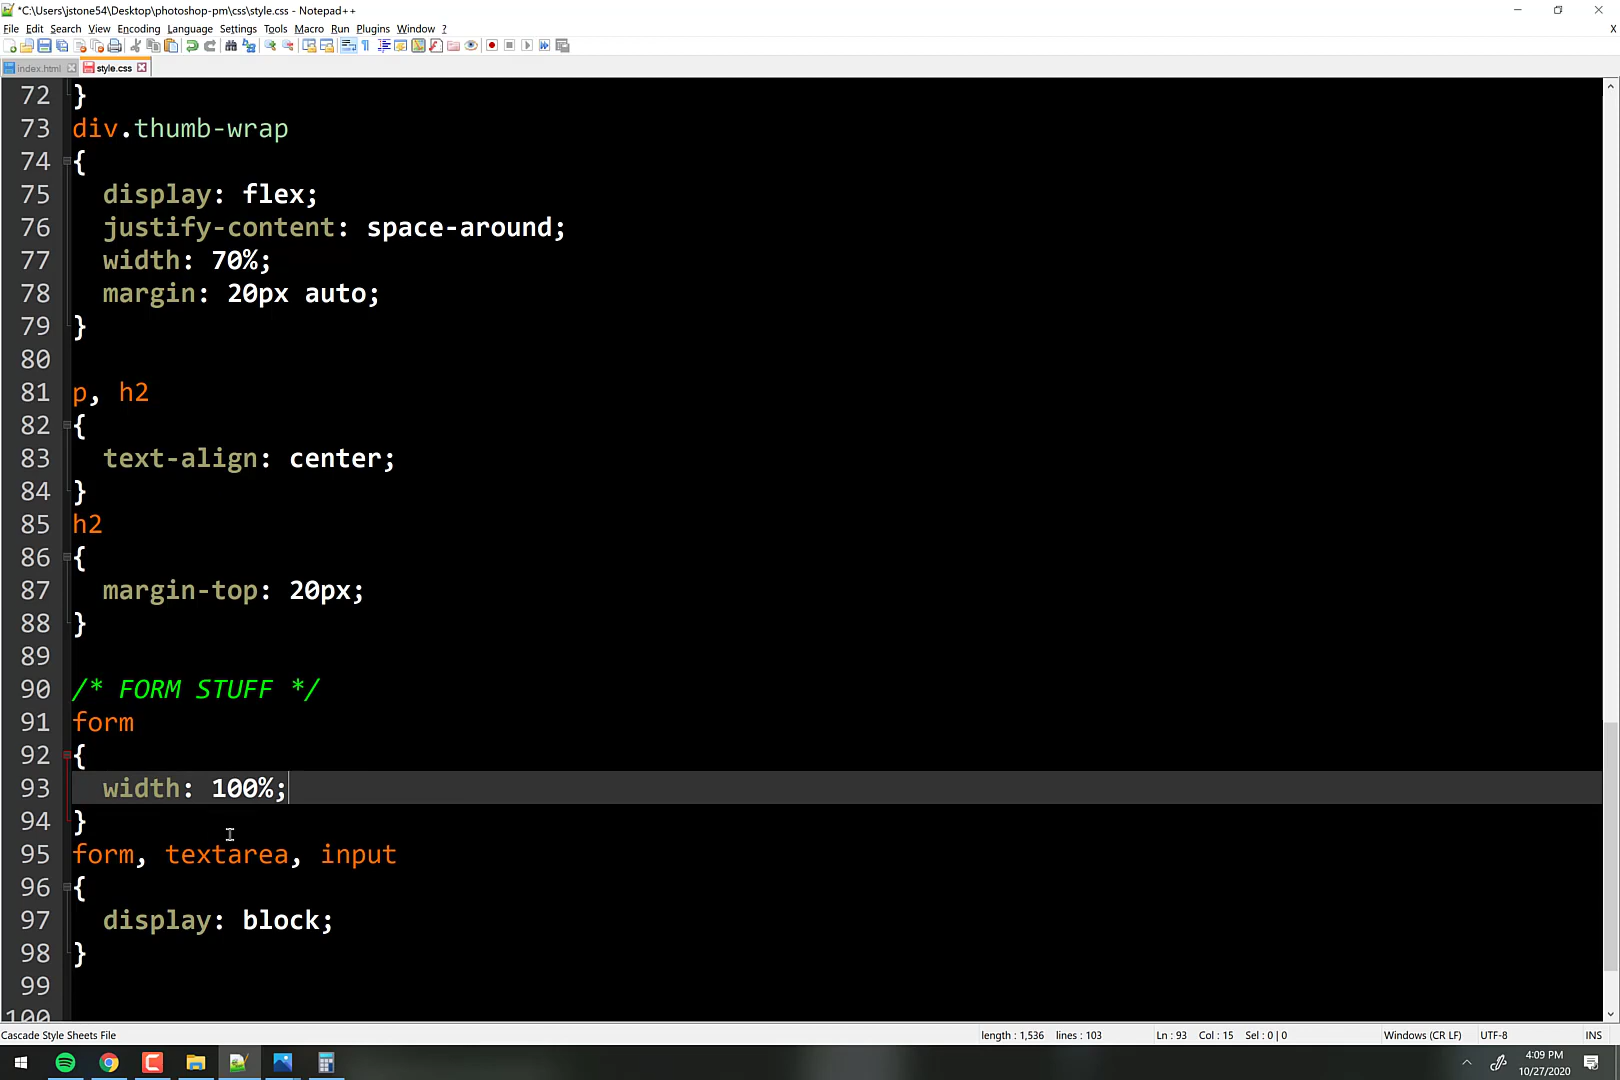 *C:\Users\jstone54\Desktop\photoshop-pm\css\style.css - Notepad++
File Edit Search View Encoding Language Settings Tools Macro Run Plugins Window ?
X
index.html style.css
72 }
73 div.thumb-wrap
74 {
75 display: flex;
76 justify-content: space-around;
77 width: 70%;
78 margin: 20px auto;
79 }
80
81 p, h2
82 {
83 text-align: center;
84 }
85 h2
86 {
87 margin-top: 20px;
88 }
89
90 /* FORM STUFF */
91 form
92 {
93 width: 100%;
94 }
95 form, textarea, input
96 {
97 display: block;
98 }
99
100
Cascade Style Sheets File length : 1,536 lines : 103 Ln : 93 Col : 15 Sel : 0 | 0 Windows (CR LF) UTF-8 INS
4:09 PM
10/27/2020